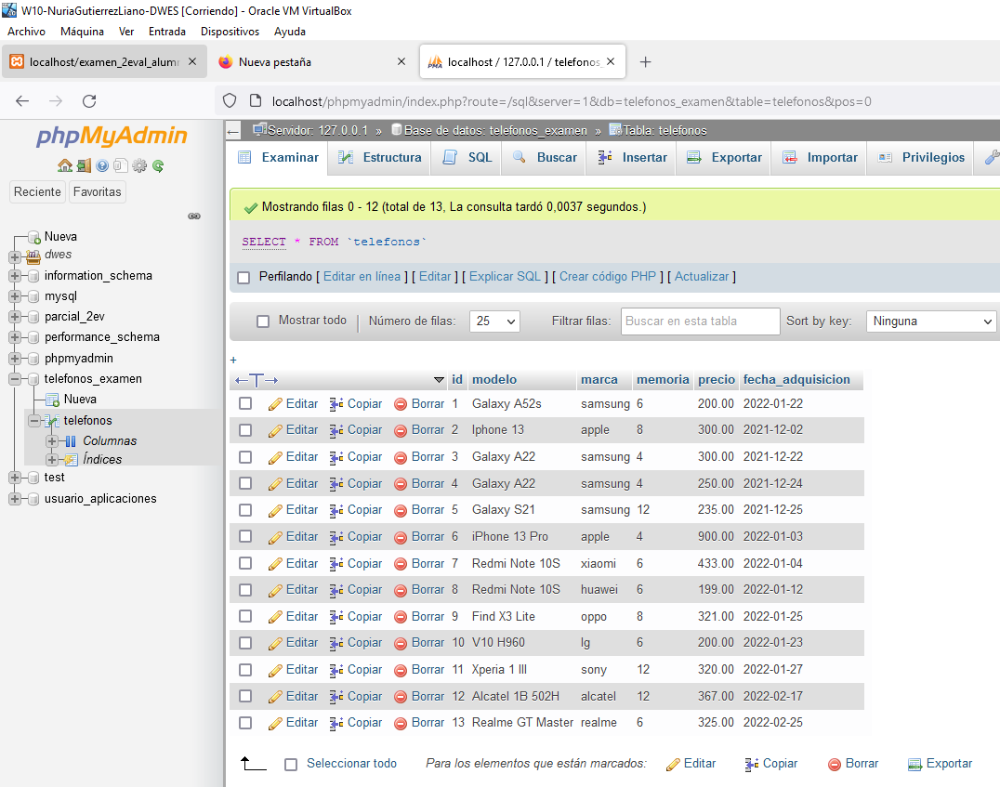 W10-NuriaGutierrezLiano-DWES [Corriendo] - Oracle VM VirtualBox
Archivo Máquina Ver Entrada Dispositivos Ayuda
localhost/examen_2eval_alumn Nueva pestaña localhost / 127.0.0.1 / telefonos_
localhost/phpmyadmin/index.php?route=/sql&server=1&db=telefonos_examen&table=telefonos&pos=0
phpMyAdmin
Reciente Favoritas
Nueva
dwes
information_schema
mysql
parcial_2ev
performance_schema
phpmyadmin
telefonos_examen
Nueva
telefonos
Columnas
Índices
test
usuario_aplicaciones
Servidor: 127.0.0.1 » Base de datos: telefonos_examen » Tabla: telefonos
Examinar Estructura SQL Buscar Insertar Exportar Importar Privilegios
Mostrando filas 0 - 12 (total de 13, La consulta tardó 0,0037 segundos.)
SELECT * FROM `telefonos`
Perfilando [ Editar en línea ] [ Editar ] [ Explicar SQL ] [ Crear código PHP ] [ Actualizar ]
Mostrar todo Número de filas: 25 Filtrar filas: Buscar en esta tabla Sort by key: Ninguna
+
←T→ id modelo marca memoria precio fecha_adquisicion
Editar Copiar Borrar 1 Galaxy A52s samsung 6 200.00 2022-01-22
Editar Copiar Borrar 2 Iphone 13 apple 8 300.00 2021-12-02
Editar Copiar Borrar 3 Galaxy A22 samsung 4 300.00 2021-12-22
Editar Copiar Borrar 4 Galaxy A22 samsung 4 250.00 2021-12-24
Editar Copiar Borrar 5 Galaxy S21 samsung 12 235.00 2021-12-25
Editar Copiar Borrar 6 iPhone 13 Pro apple 4 900.00 2022-01-03
Editar Copiar Borrar 7 Redmi Note 10S xiaomi 6 433.00 2022-01-04
Editar Copiar Borrar 8 Redmi Note 10S huawei 6 199.00 2022-01-12
Editar Copiar Borrar 9 Find X3 Lite oppo 8 321.00 2022-01-25
Editar Copiar Borrar 10 V10 H960 lg 6 200.00 2022-01-23
Editar Copiar Borrar 11 Xperia 1 III sony 12 320.00 2022-01-27
Editar Copiar Borrar 12 Alcatel 1B 502H alcatel 12 367.00 2022-02-17
Editar Copiar Borrar 13 Realme GT Master realme 6 325.00 2022-02-25
Seleccionar todo Para los elementos que están marcados: Editar Copiar Borrar Exportar